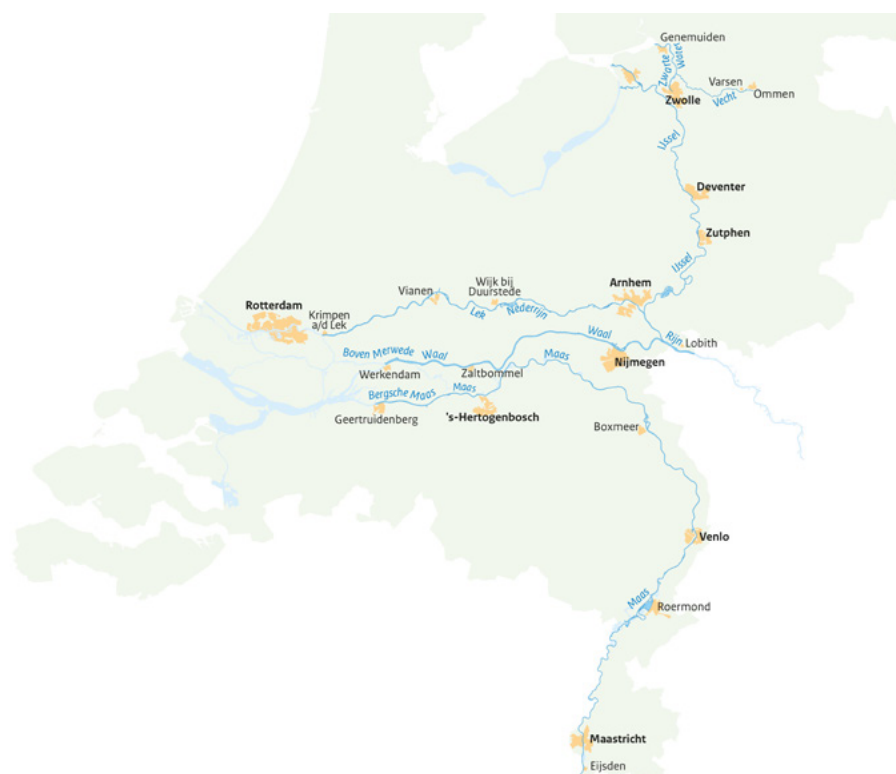 Genemuiden
Zwarte
Water
Varsen
Ommen
Vecht
Zwolle
IJssel
Deventer
Zutphen
IJssel
Arnhem
Wijk bij
Duurstede
Vianen
Lek
Nederrijn
Rotterdam
Krimpen
a/d Lek
Rijn
Lobith
Waal
Nijmegen
Boven Merwede
Waal
Maas
Werkendam
Zaltbommel
Bergsche Maas
Maas
Geertruidenberg
's-Hertogenbosch
Boxmeer
Venlo
Maas
Roermond
Maastricht
Eijsden